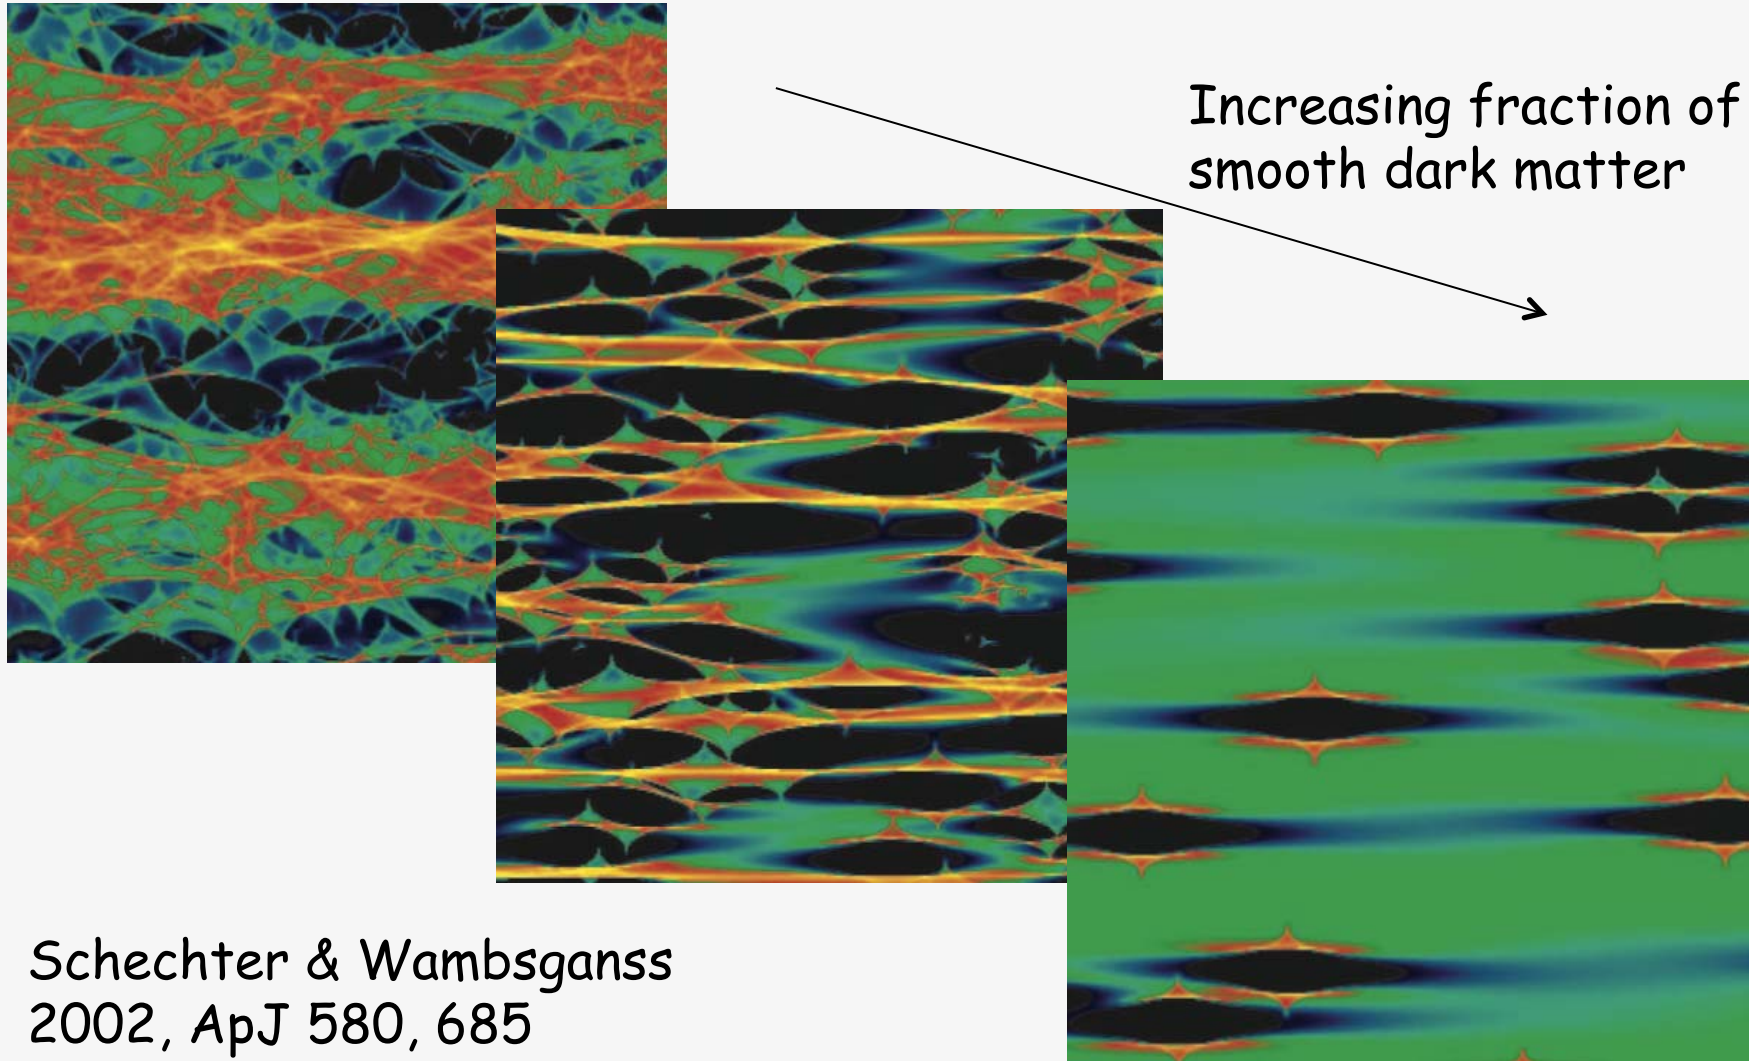 Increasing fraction of
smooth dark matter
Schechter & Wambsganss
2002, ApJ 580, 685